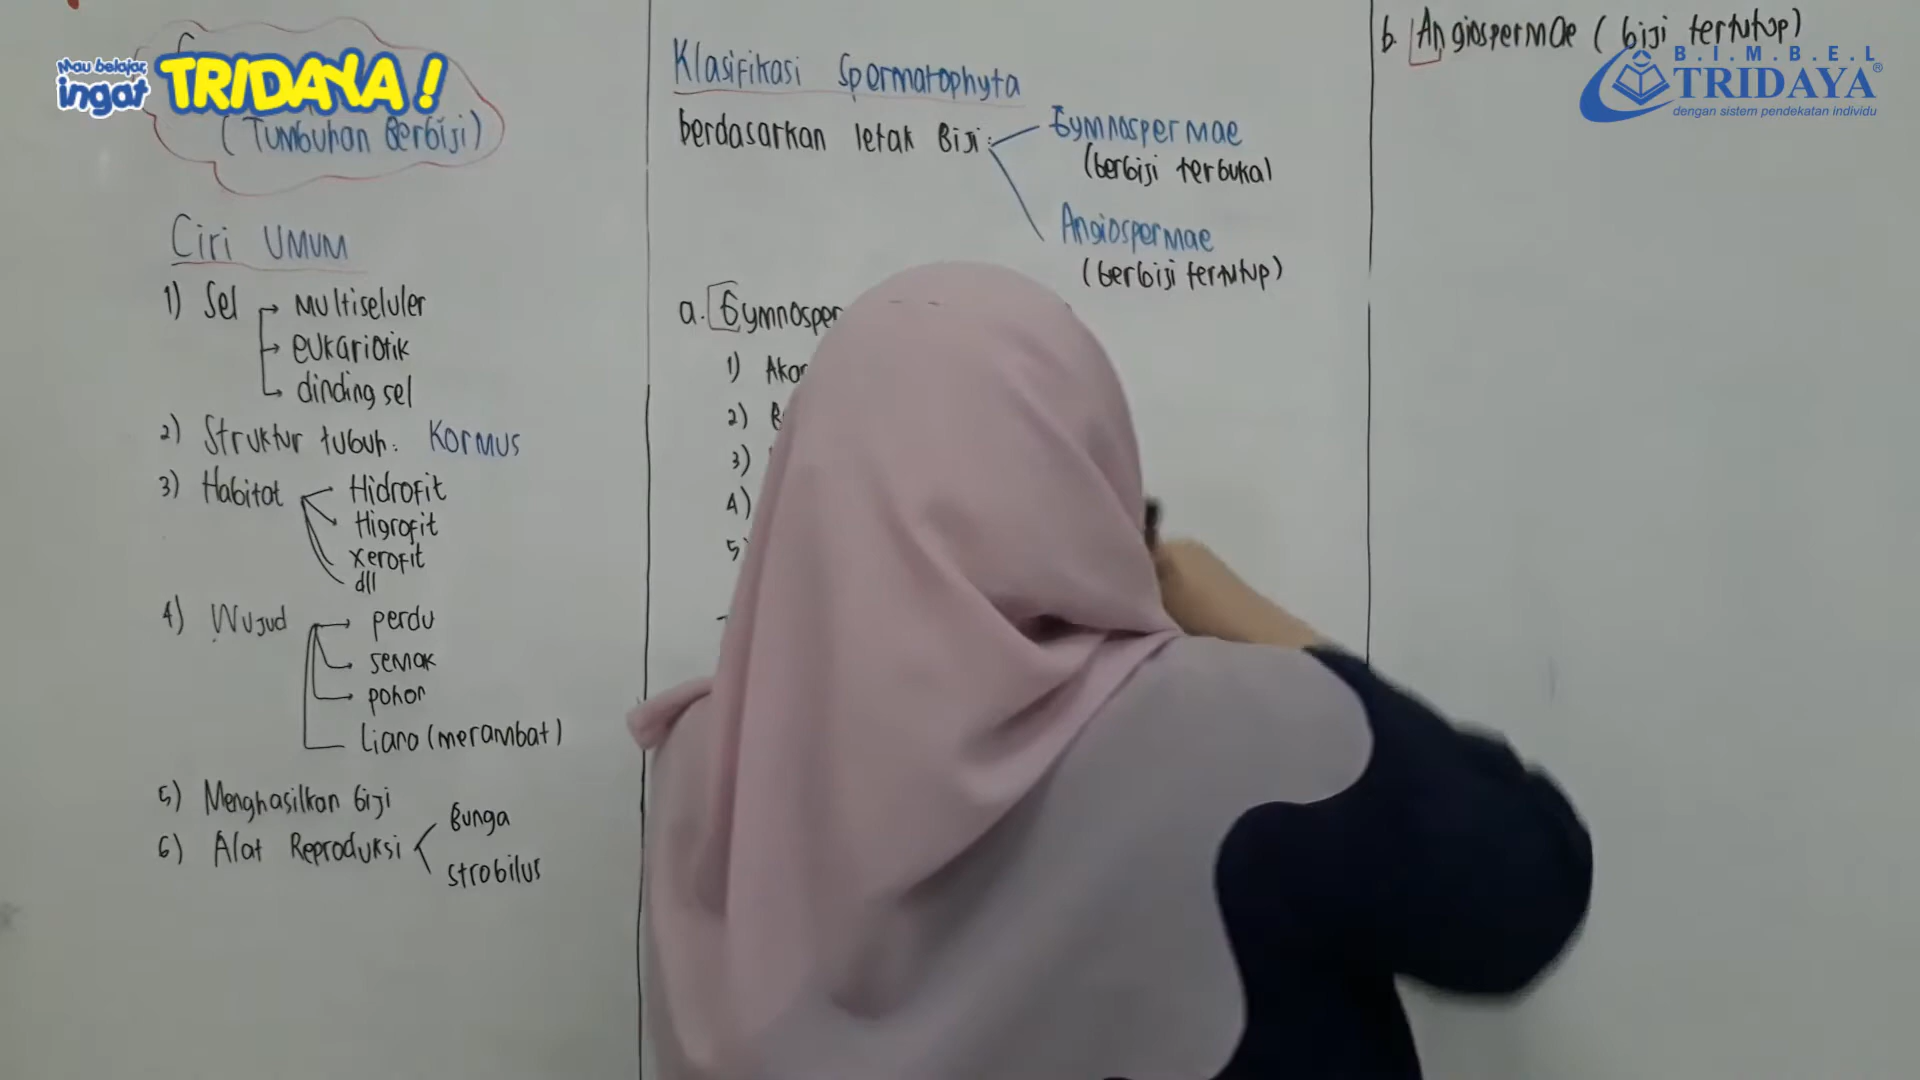 Mau belajar,
ingat TRIDAYA!
(Tumbuhan Berbiji)
Ciri Umum
1) Sel → Multiseluler
→ eukariotik
→ dinding sel
2) Struktur tubuh: Kormus
3) Habitat Hidrofit
Higrofit
xerofit
dll
4) Wujud perdu
semak
pohon
Liana (merambat)
5) Menghasilkan biji
6) Alat Reproduksi Bunga
strobilus
Klasifikasi Spermatophyta
berdasarkan letak Biji: Gymnospermae
(berbiji terbuka)
Angiospermae
(berbiji tertutup)
a. Gymnosper
1) Aka
2) B
3)
4)
5)
b. Angiospermae (biji tertutup)
B.I.M.B.E.L
TRIDAYA®
dengan sistem pendekatan individu